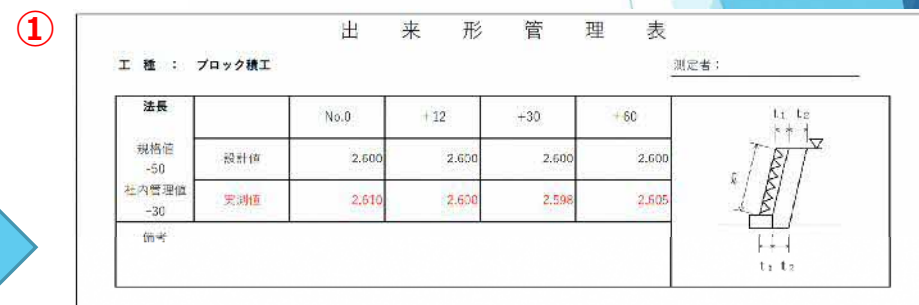 ①
出来形管理表
工種： ブロック積工
測定者：
法長 No.0 +12 +30 +60
規格値 -50
設計値 2.600 2.600 2.600 2.600
社内管理値 -30
実測値 2.610 2.600 2.598 2.605
備考
t₁ t₂
t₁ t₂